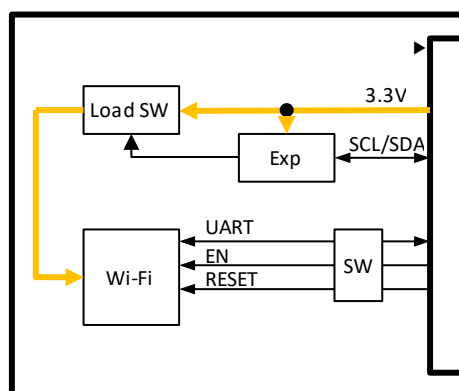 3.3V
Load SW
Exp
SCL/SDA
UART
EN
RESET
Wi-Fi
SW